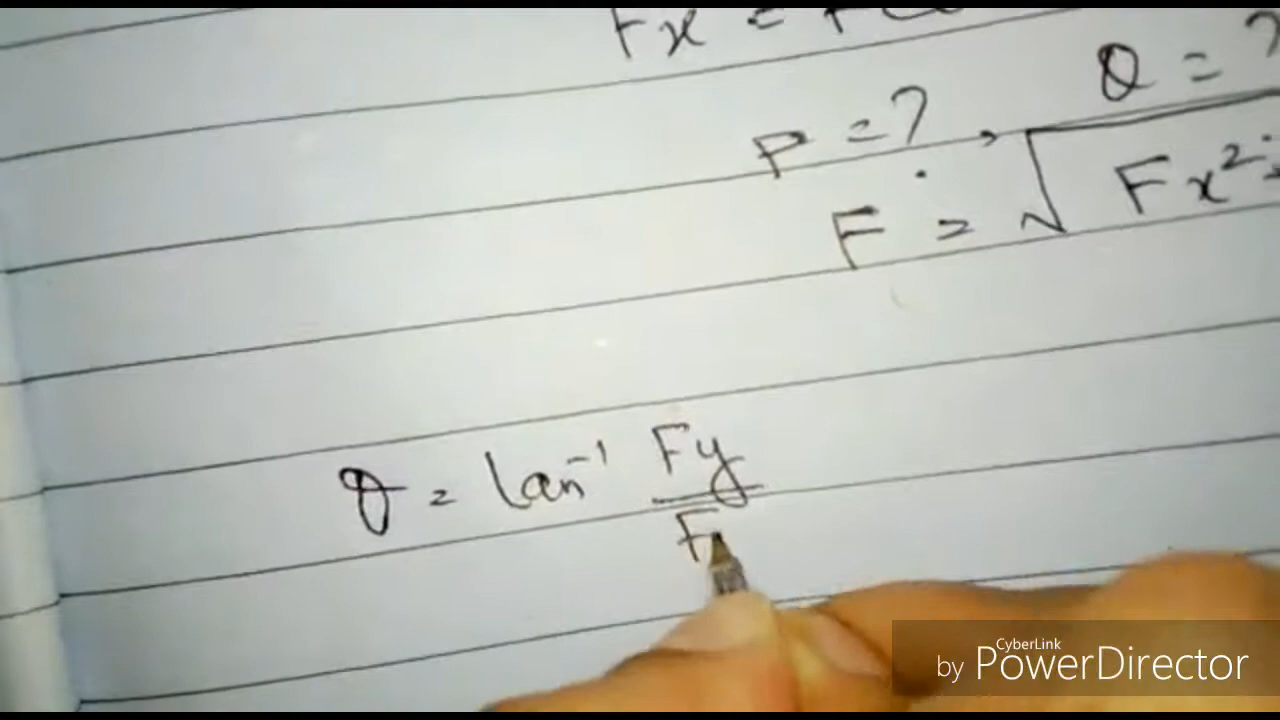 Fx = F
θ = ?
F = ?
F = √Fx²+
θ = tan⁻¹ Fy
F
CyberLink
by PowerDirector